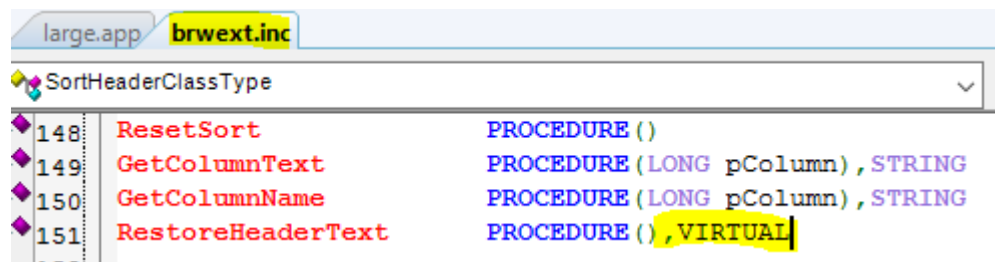 large.app brwext.inc
SortHeaderClassType
148 ResetSort PROCEDURE()
149 GetColumnText PROCEDURE(LONG pColumn),STRING
150 GetColumnName PROCEDURE(LONG pColumn),STRING
151 RestoreHeaderText PROCEDURE(),VIRTUAL